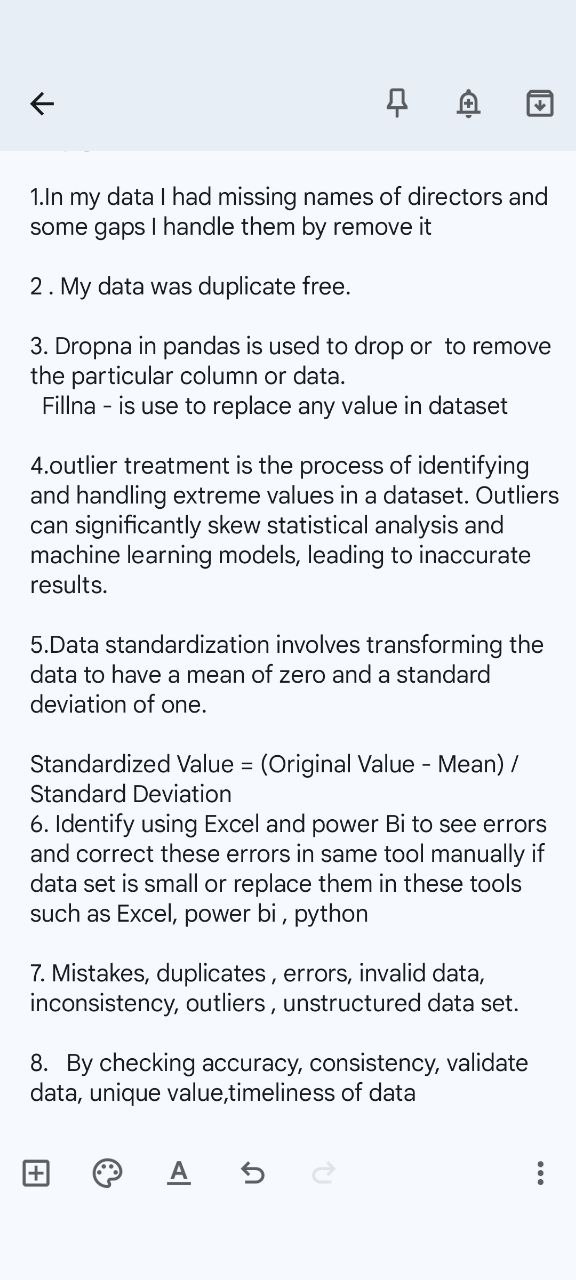 1.In my data I had missing names of directors and
some gaps I handle them by remove it
2 . My data was duplicate free.
3. Dropna in pandas is used to drop or  to remove
the particular column or data.
Fillna - is use to replace any value in dataset
4.outlier treatment is the process of identifying
and handling extreme values in a dataset. Outliers
can significantly skew statistical analysis and
machine learning models, leading to inaccurate
results.
5.Data standardization involves transforming the
data to have a mean of zero and a standard
deviation of one.
Standardized Value = (Original Value - Mean) /
Standard Deviation
6. Identify using Excel and power Bi to see errors
and correct these errors in same tool manually if
data set is small or replace them in these tools
such as Excel, power bi , python
7. Mistakes, duplicates , errors, invalid data,
inconsistency, outliers , unstructured data set.
8.   By checking accuracy, consistency, validate
data, unique value,timeliness of data
A